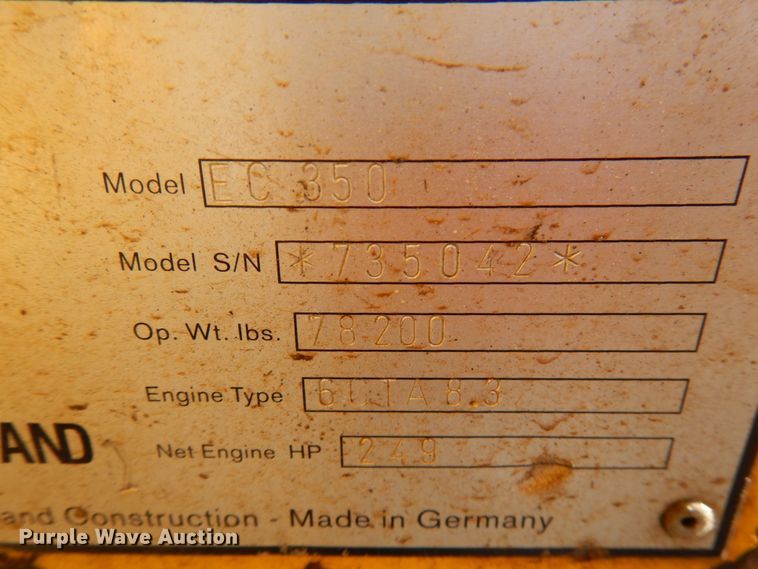 Model EC 350
Model S/N *735042*
Op. Wt. lbs. 78200
Engine Type 6CTA8.3
AND
Net Engine HP 249
and Construction - Made in Germany
Purple Wave Auction